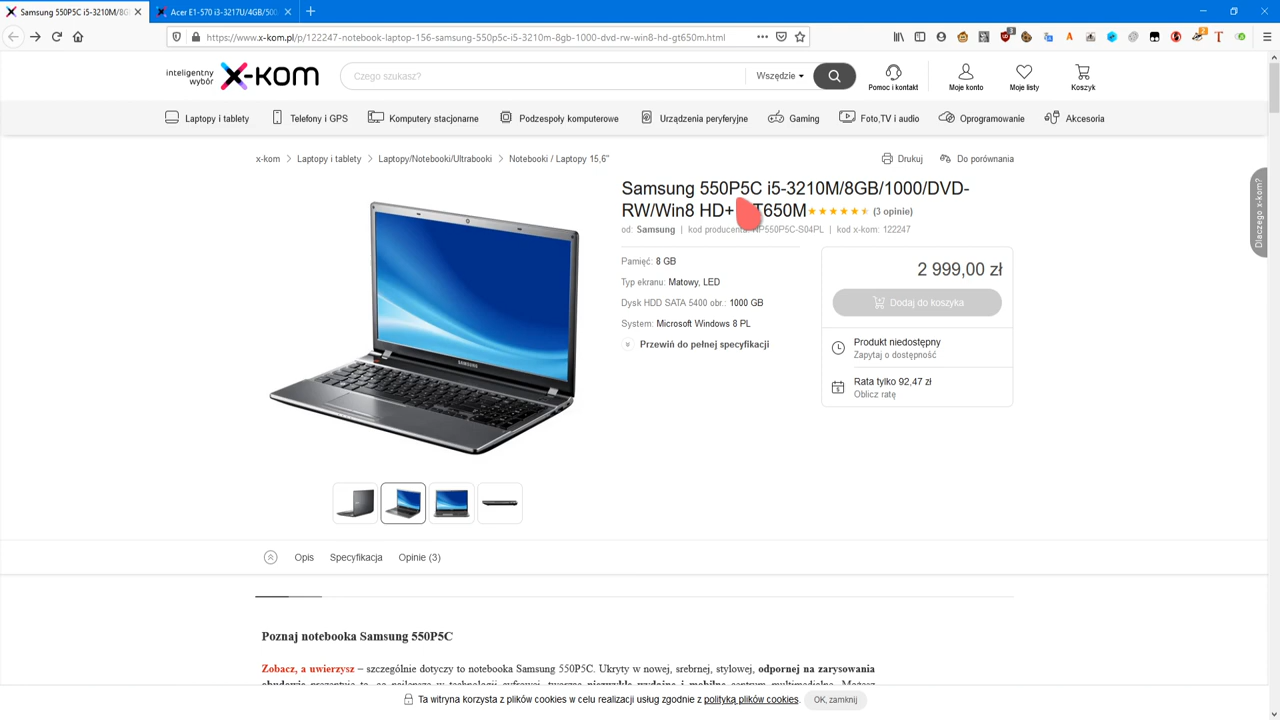 Samsung 550P5C i5-3210M/8G
Acer E1-570 i3-3217U/4GB/500
https://www.x-kom.pl/p/122247-notebook-laptop-156-samsung-550p5c-i5-3210m-8gb-1000-dvd-rw-win8-hd-gt650m.html
inteligentny
wybór
x-kom
Czego szukasz?
Wszędzie
Pomoc i kontakt
Moje konto
Moje listy
Koszyk
Laptopy i tablety
Telefony i GPS
Komputery stacjonarne
Podzespoły komputerowe
Urządzenia peryferyjne
Gaming
Foto,TV i audio
Oprogramowanie
Akcesoria
x-kom > Laptopy i tablety > Laptopy/Notebooki/Ultrabooki > Notebooki / Laptopy 15,6"
Drukuj
Do porównania
Dlaczego x-kom?
Samsung 550P5C i5-3210M/8GB/1000/DVD-
RW/Win8 HD+ T650M (3 opinie)
od: Samsung | kod producenta: NP550P5C-S04PL | kod x-kom: 122247
Pamięć: 8 GB
Typ ekranu: Matowy, LED
Dysk HDD SATA 5400 obr.: 1000 GB
System: Microsoft Windows 8 PL
Przewiń do pełnej specyfikacji
2 999,00 zł
Dodaj do koszyka
Produkt niedostępny
Zapytaj o dostępność
Rata tylko 92,47 zł
Oblicz ratę
SAMSUNG
Opis
Specyfikacja
Opinie (3)
Poznaj notebooka Samsung 550P5C
Zobacz, a uwierzysz – szczególnie dotyczy to notebooka Samsung 550P5C. Ukryty w nowej, srebrnej, stylowej, odpornej na zarysowania
Ta witryna korzysta z plików cookies w celu realizacji usług zgodnie z polityką plików cookies.
OK, zamknij